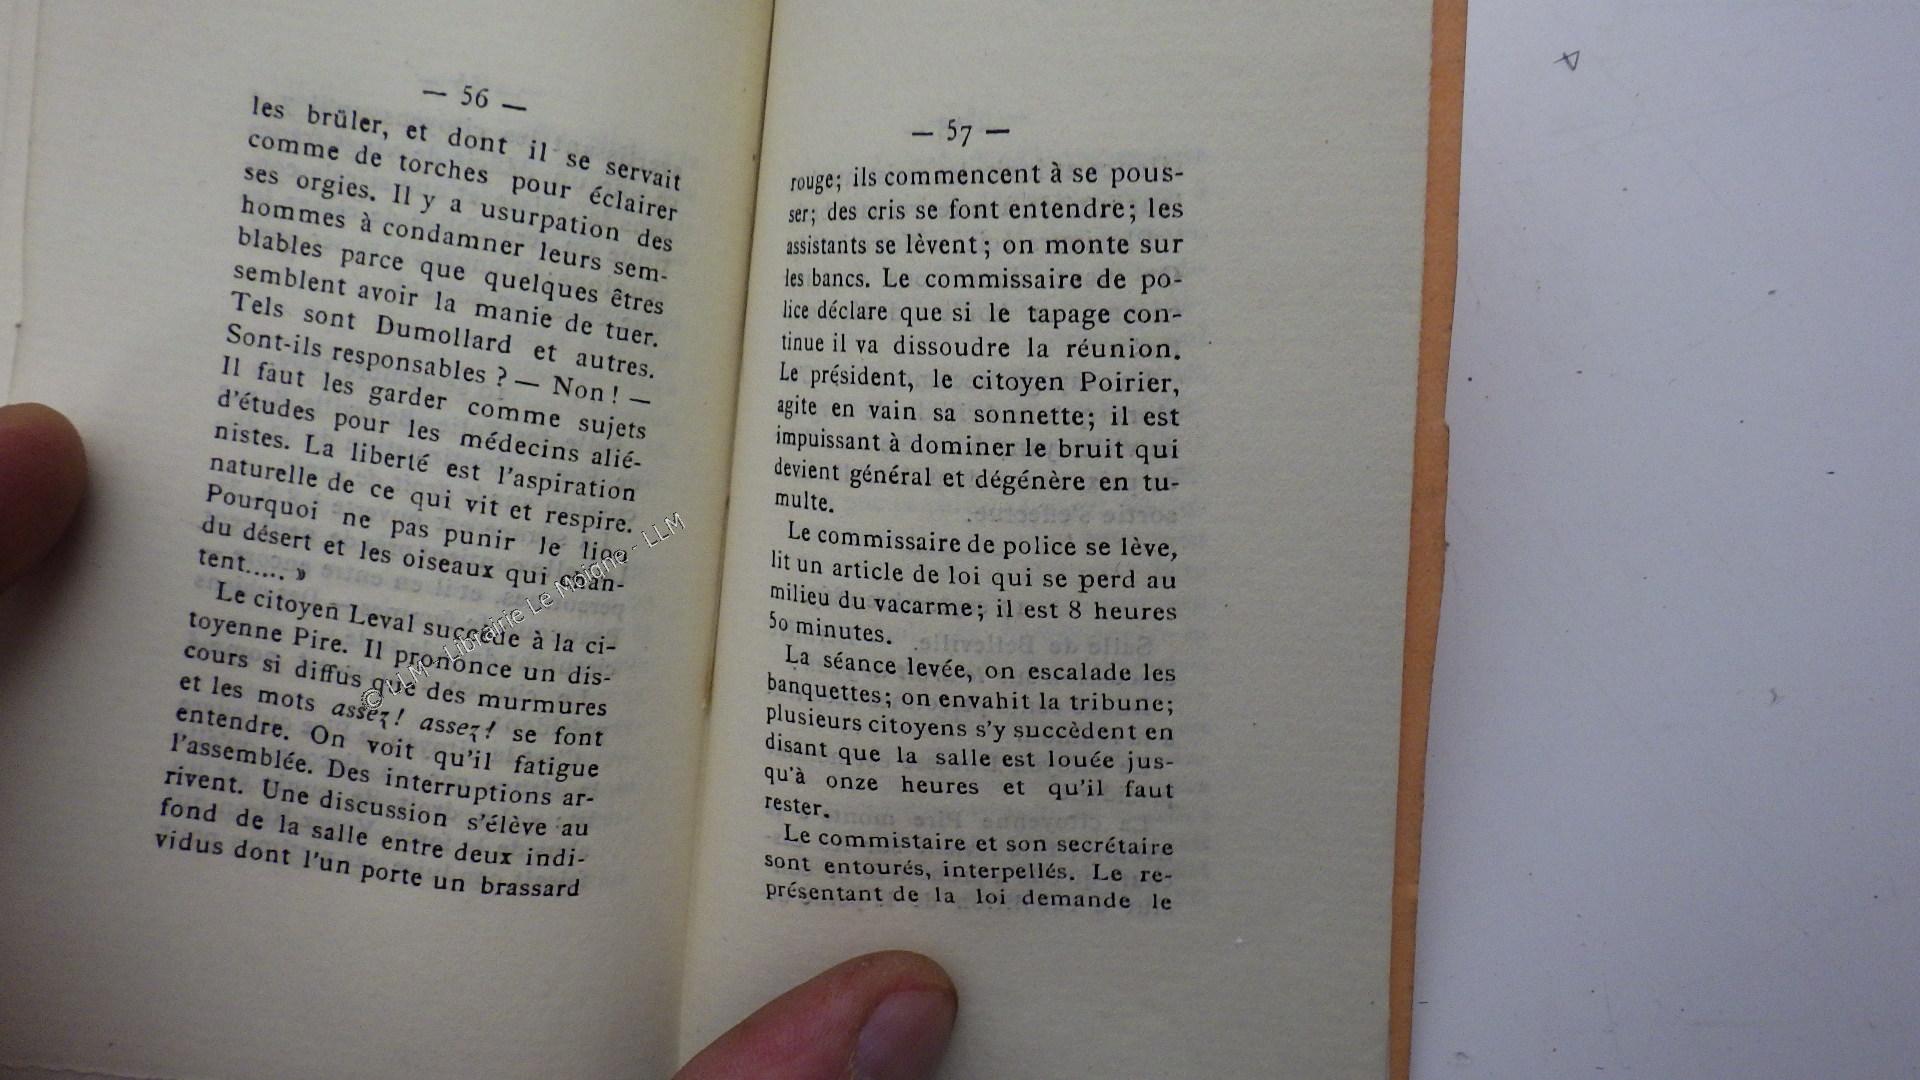 — 56 —
les brûler, et dont il se servait
comme de torches pour éclairer
ses orgies. Il y a usurpation des
hommes à condamner leurs sem-
blables parce que quelques êtres
semblent avoir la manie de tuer.
Tels sont Dumollard et autres.
Sont-ils responsables ? — Non ! —
Il faut les garder comme sujets
d'études pour les médecins alié-
nistes. La liberté est l'aspiration
naturelle de ce qui vit et respire.
Pourquoi ne pas punir le lion
du désert et les oiseaux qui chan-
tent..... »
Le citoyen Leval succède à la ci-
toyenne Pire. Il prononce un dis-
cours si diffus que des murmures
et les mots assez ! assez ! se font
entendre. On voit qu'il fatigue
l'assemblée. Des interruptions ar-
rivent. Une discussion s'élève au
fond de la salle entre deux indi-
vidus dont l'un porte un brassard
© LLM - Librairie Le Moigne - LLM
— 57 —
rouge; ils commencent à se pous-
ser; des cris se font entendre; les
assistants se lèvent; on monte sur
les bancs. Le commissaire de po-
lice déclare que si le tapage con-
tinue il va dissoudre la réunion.
Le président, le citoyen Poirier,
agite en vain sa sonnette; il est
impuissant à dominer le bruit qui
devient général et dégénère en tu-
multe.
Le commissaire de police se lève,
lit un article de loi qui se perd au
milieu du vacarme; il est 8 heures
50 minutes.
La séance levée, on escalade les
banquettes; on envahit la tribune;
plusieurs citoyens s'y succèdent en
disant que la salle est louée jus-
qu'à onze heures et qu'il faut
rester.
Le commistaire et son secrétaire
sont entourés, interpellés. Le re-
présentant de la loi demande le